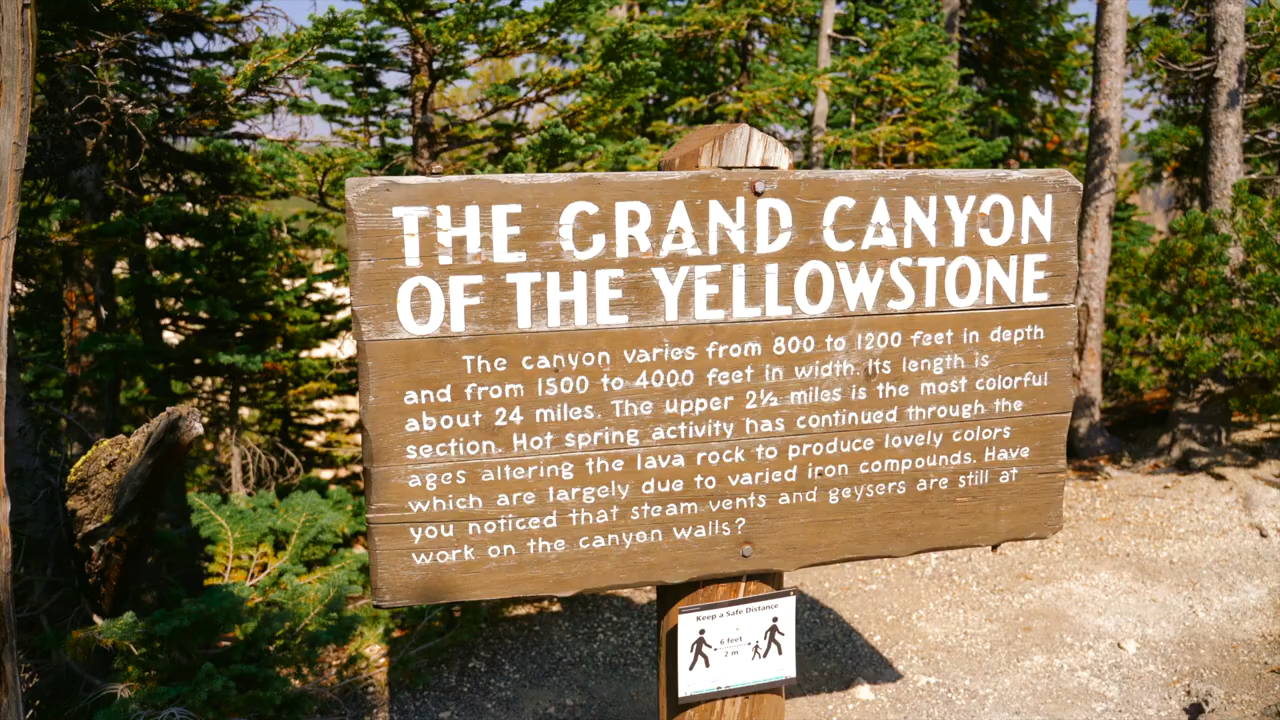 THE GRAND CANYON
OF THE YELLOWSTONE
The canyon varies from 800 to 1200 feet in depth
and from 1500 to 4000 feet in width. Its length is
about 24 miles. The upper 2½ miles is the most colorful
section. Hot spring activity has continued through the
ages altering the lava rock to produce lovely colors
which are largely due to varied iron compounds. Have
you noticed that steam vents and geysers are still at
work on the canyon walls?
Keep a Safe Distance
6 feet
2 m